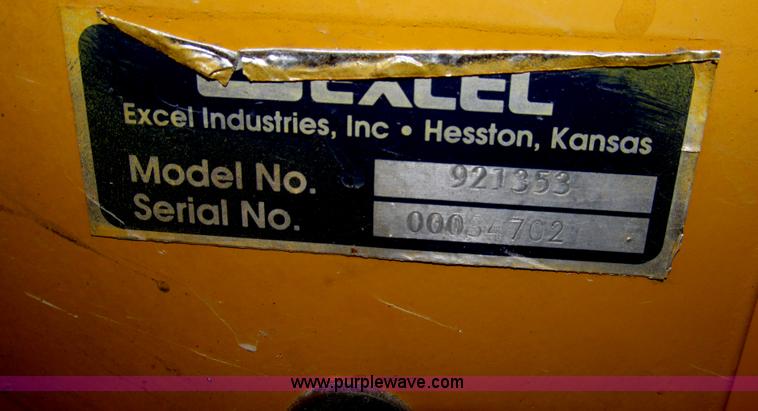 EXCEL
Excel Industries, Inc • Hesston, Kansas
Model No. 921353
Serial No. 00034702
www.purplewave.com